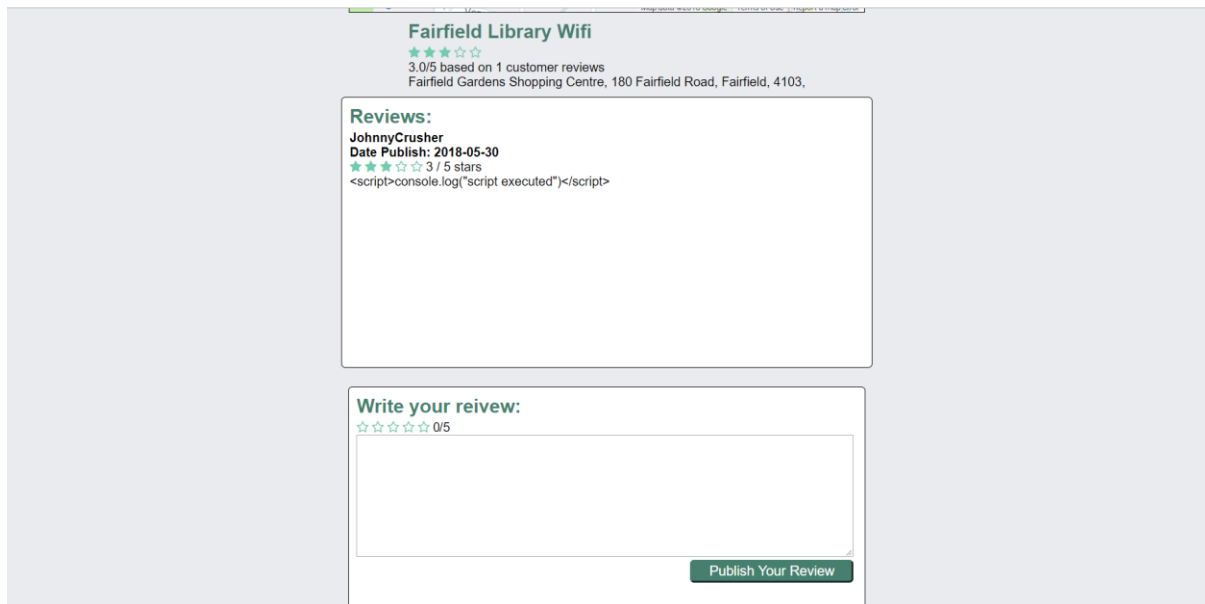 Fairfield Library Wifi
3.0/5 based on 1 customer reviews
Fairfield Gardens Shopping Centre, 180 Fairfield Road, Fairfield, 4103,
Reviews:
JohnnyCrusher
Date Publish: 2018-05-30
3 / 5 stars
<script>console.log("script executed")</script>
Write your reivew:
0/5
Publish Your Review